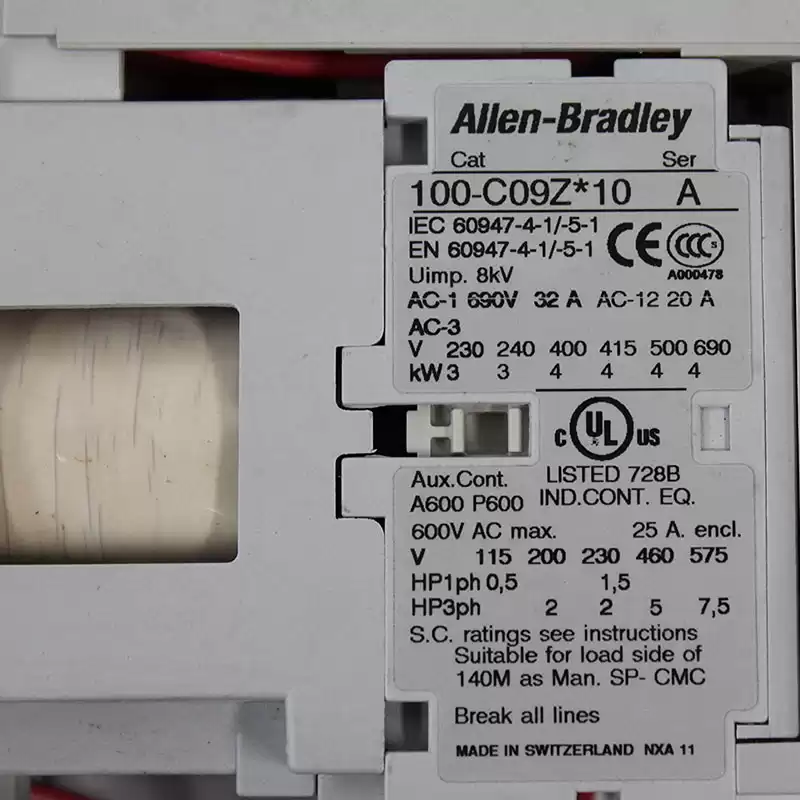 Allen-Bradley
Cat Ser
100-C09Z*10 A
IEC 60947-4-1/-5-1
EN 60947-4-1/-5-1
CE CCC S
A000478
Uimp. 8kV
AC-1 690V 32 A AC-12 20 A
AC-3
V 230 240 400 415 500 690
kW 3 3 4 4 4 4
c UL us
LISTED 728B
IND.CONT. EQ.
Aux.Cont.
A600 P600
600V AC max. 25 A. encl.
V 115 200 230 460 575
HP1ph 0,5 1,5
HP3ph 2 2 5 7,5
S.C. ratings see instructions
Suitable for load side of
140M as Man. SP- CMC
Break all lines
MADE IN SWITZERLAND NXA 11